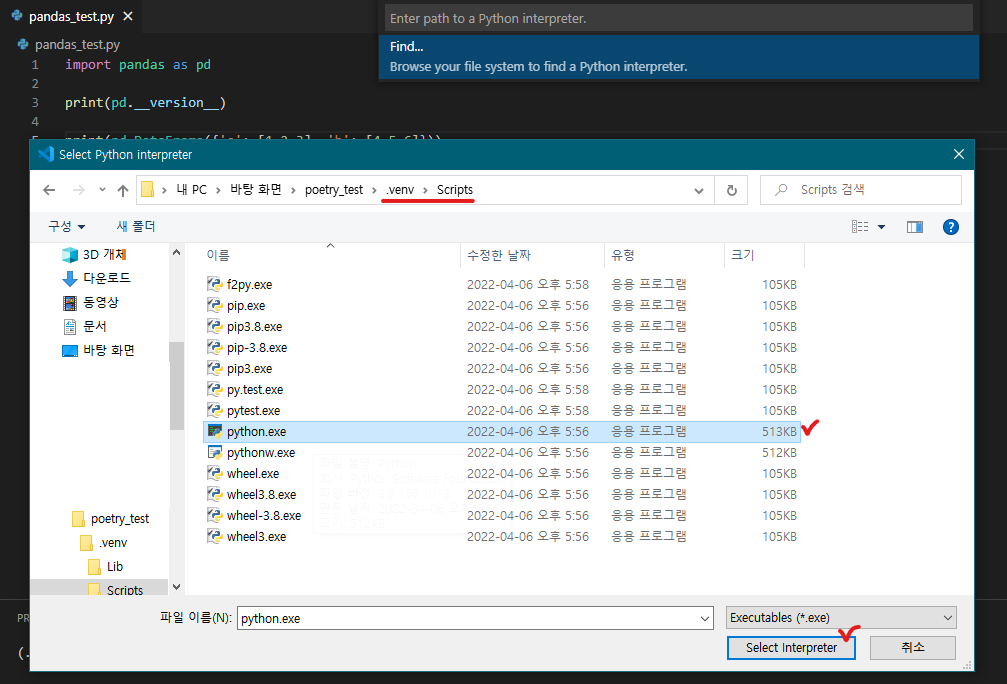 pandas_test.py
Enter path to a Python interpreter.
Find...
Browse your file system to find a Python interpreter.
pandas_test.py
1 import pandas as pd
2
3 print(pd.__version__)
4
Select Python interpreter
내 PC > 바탕 화면 > poetry_test > .venv > Scripts
Scripts 검색
구성
새 폴더
3D 개체
다운로드
동영상
문서
바탕 화면
poetry_test
.venv
Lib
Scripts
이름 수정한 날짜 유형 크기
f2py.exe 2022-04-06 오후 5:58 응용 프로그램 105KB
pip.exe 2022-04-06 오후 5:56 응용 프로그램 105KB
pip3.8.exe 2022-04-06 오후 5:56 응용 프로그램 105KB
pip-3.8.exe 2022-04-06 오후 5:56 응용 프로그램 105KB
pip3.exe 2022-04-06 오후 5:56 응용 프로그램 105KB
py.test.exe 2022-04-06 오후 5:58 응용 프로그램 105KB
pytest.exe 2022-04-06 오후 5:58 응용 프로그램 105KB
python.exe 2022-04-06 오후 5:56 응용 프로그램 513KB
pythonw.exe 2022-04-06 오후 5:56 응용 프로그램 512KB
wheel.exe 2022-04-06 오후 5:56 응용 프로그램 105KB
wheel3.8.exe 2022-04-06 오후 5:56 응용 프로그램 105KB
wheel-3.8.exe 2022-04-06 오후 5:56 응용 프로그램 105KB
wheel3.exe 2022-04-06 오후 5:56 응용 프로그램 105KB
파일 이름(N): python.exe
Executables (*.exe)
Select Interpreter
취소
PR
(.